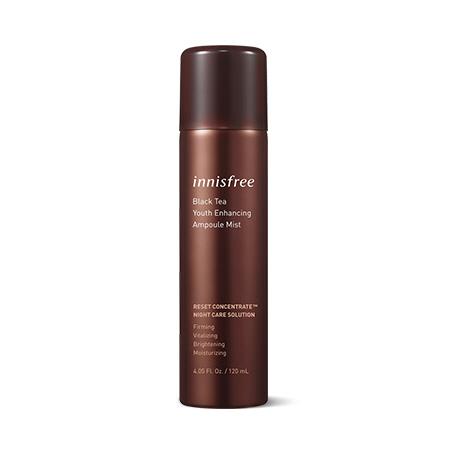 innisfree
Black Tea
Youth Enhancing
Ampoule Mist
RESET CONCENTRATE™
NIGHT CARE SOLUTION
Firming
Vitalizing
Brightening
Moisturizing
4.05 Fl. Oz. / 120 mL